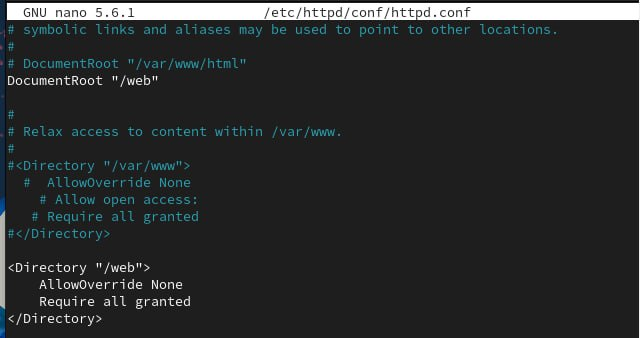 GNU nano 5.6.1 /etc/httpd/conf/httpd.conf
# symbolic links and aliases may be used to point to other locations.
#
# DocumentRoot "/var/www/html"
DocumentRoot "/web"
#
# Relax access to content within /var/www.
#
#<Directory "/var/www">
# AllowOverride None
# Allow open access:
# Require all granted
#</Directory>
<Directory "/web">
AllowOverride None
Require all granted
</Directory>